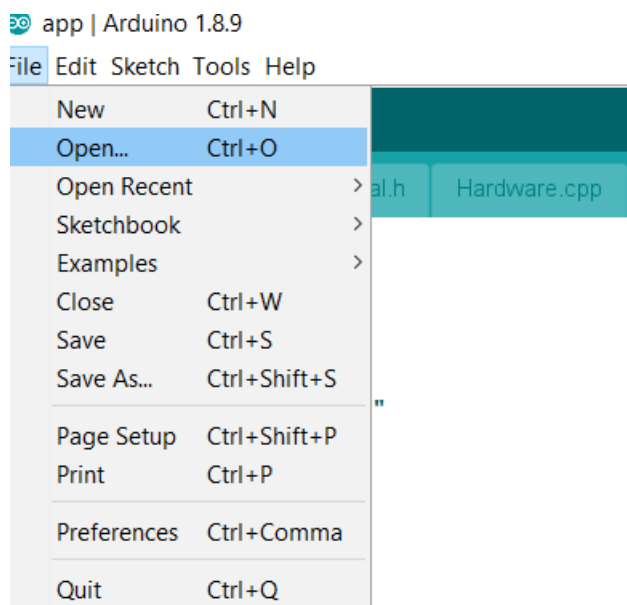 app | Arduino 1.8.9
File Edit Sketch Tools Help
New Ctrl+N
Open... Ctrl+O
Open Recent >
al.h Hardware.cpp
Sketchbook >
Examples >
Close Ctrl+W
Save Ctrl+S
Save As... Ctrl+Shift+S
"
Page Setup Ctrl+Shift+P
Print Ctrl+P
Preferences Ctrl+Comma
Quit Ctrl+Q